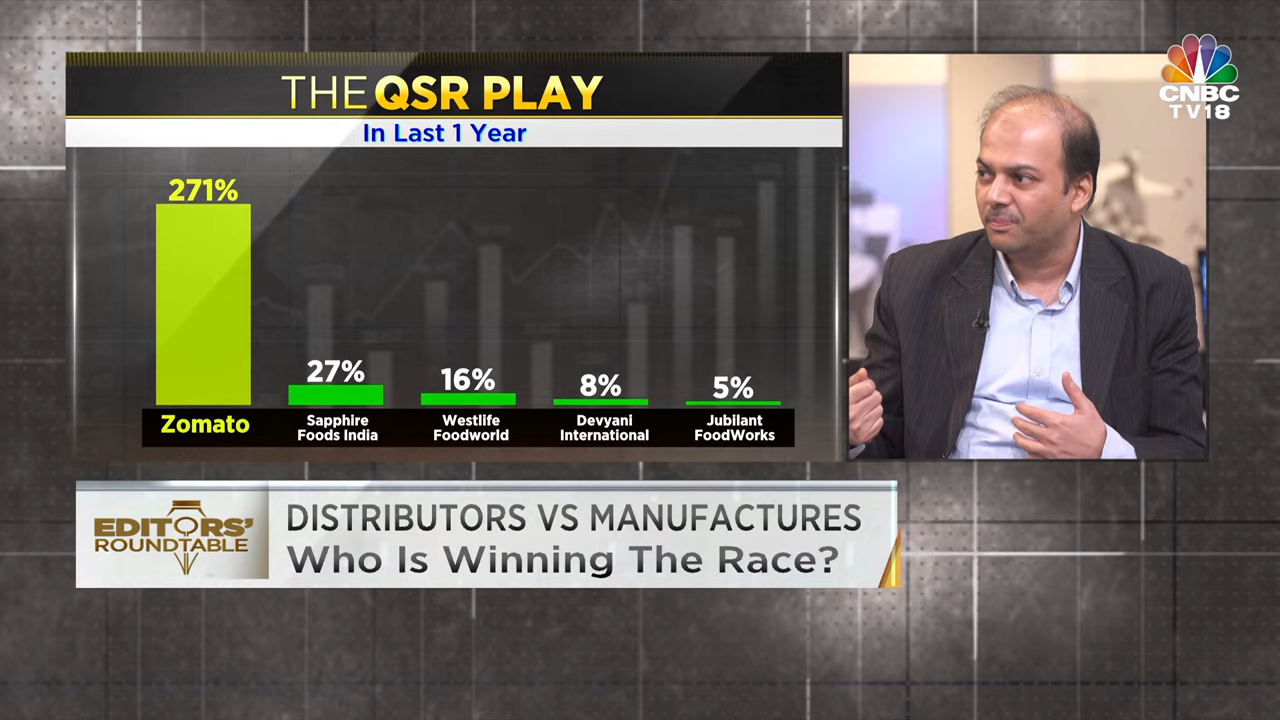 THE QSR PLAY
In Last 1 Year
271%
27%
16%
8%
5%
Zomato
Sapphire
Foods India
Westlife
Foodworld
Devyani
International
Jubilant
FoodWorks
CNBC
TV18
EDITORS'
ROUNDTABLE
DISTRIBUTORS VS MANUFACTURES
Who Is Winning The Race?